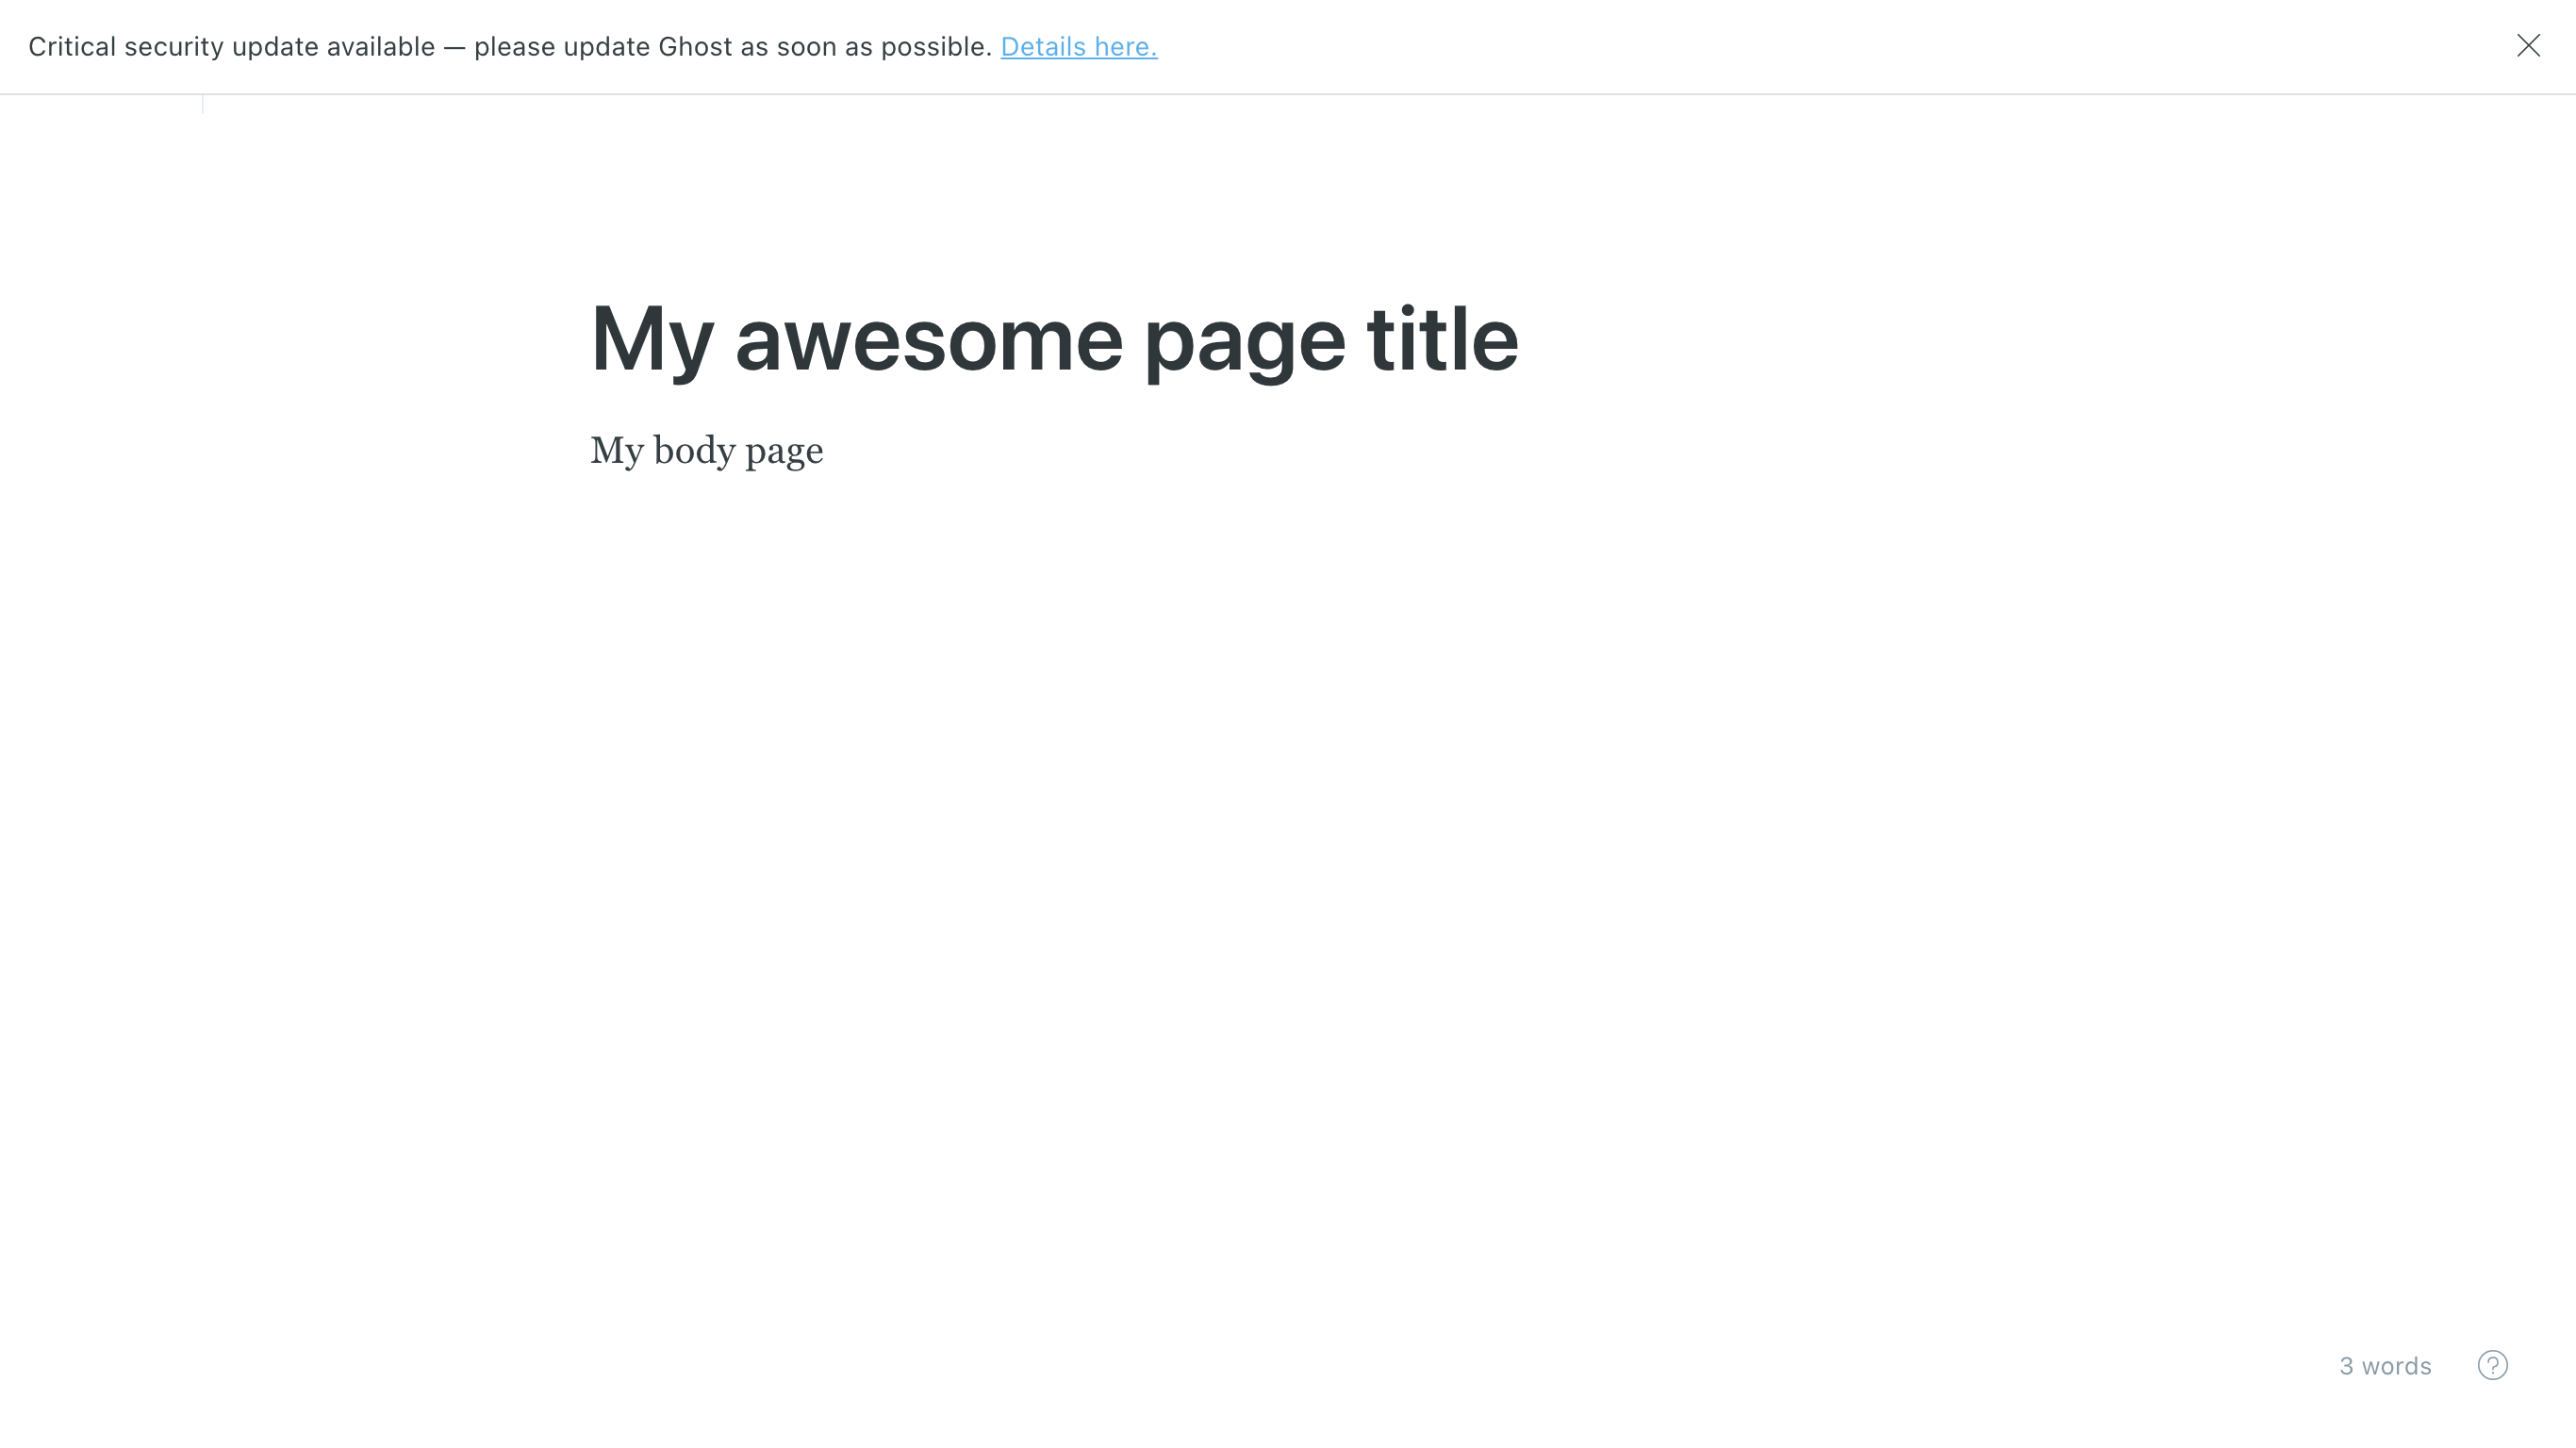 Critical security update available — please update Ghost as soon as possible. Details here.
My awesome page title
My body page
3 words
?